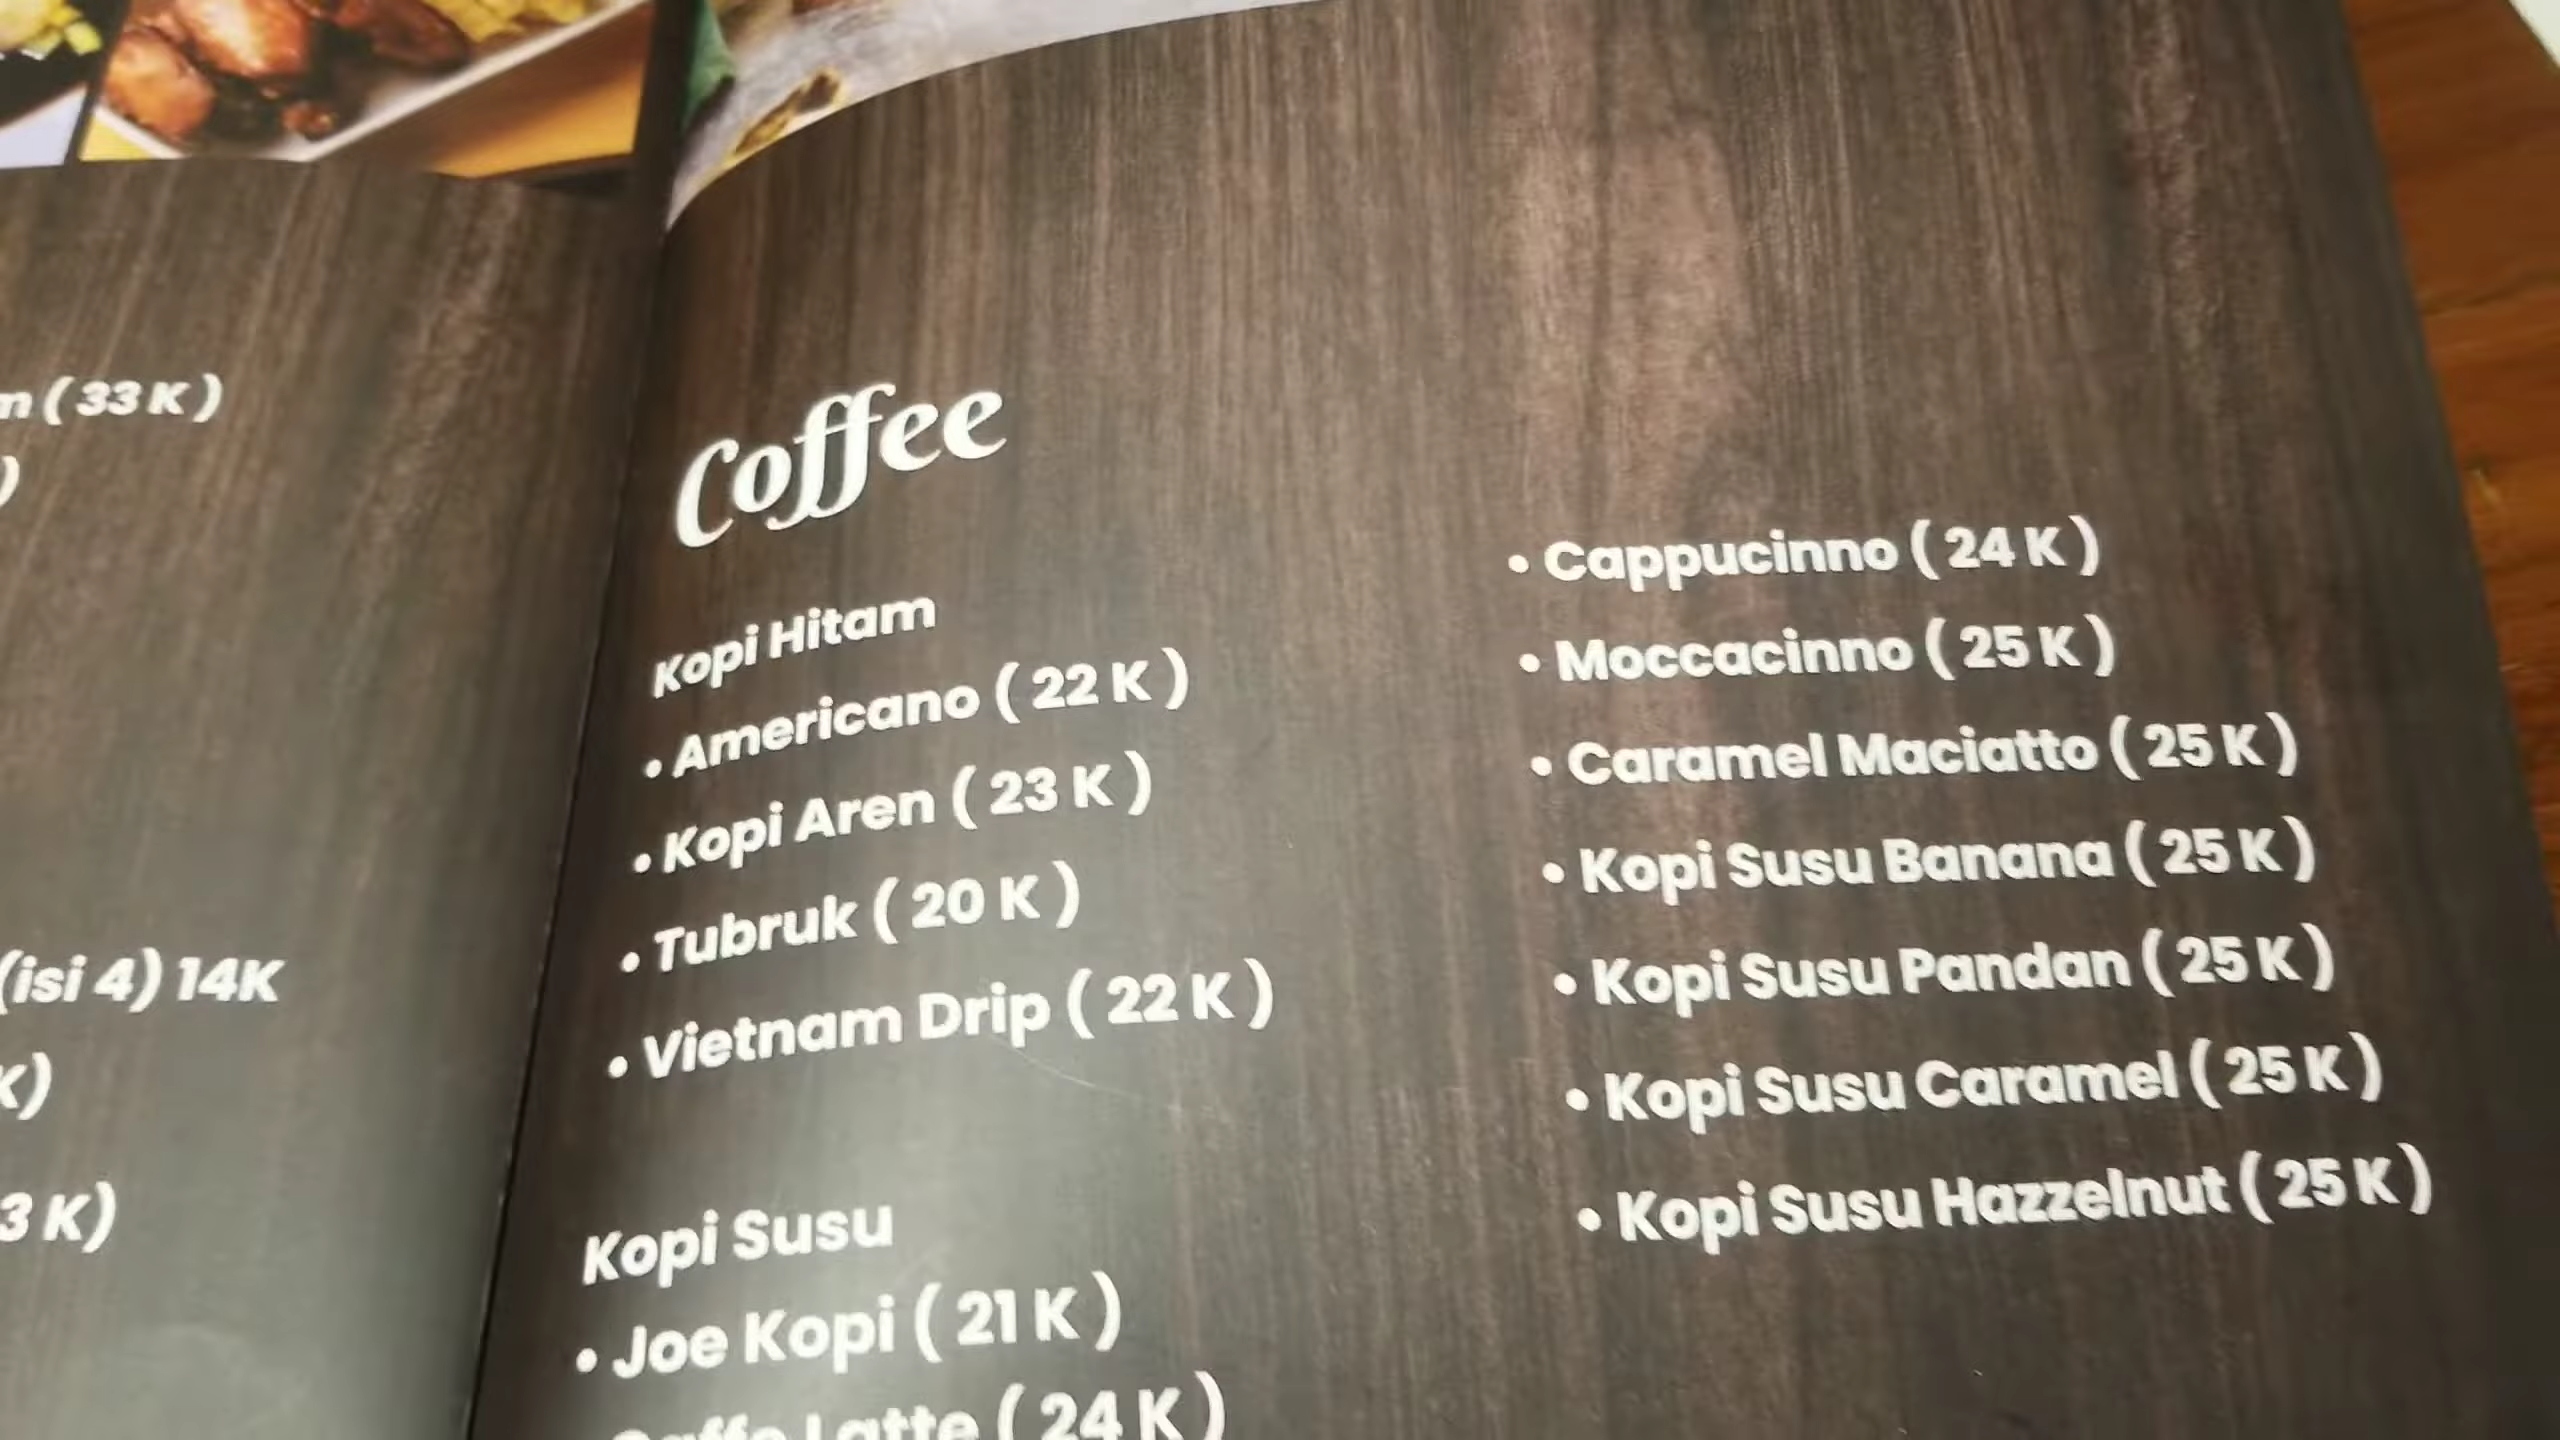 ( 33 K )
(isi 4) 14K
K)
3 K)
Coffee
Kopi Hitam
• Americano ( 22 K )
• Kopi Aren ( 23 K )
• Tubruk ( 20 K )
• Vietnam Drip ( 22 K )
Kopi Susu
• Joe Kopi ( 21 K )
Caffe Latte ( 24 K )
• Cappucinno ( 24 K )
• Moccacinno ( 25 K )
• Caramel Maciatto ( 25 K )
• Kopi Susu Banana ( 25 K )
• Kopi Susu Pandan ( 25 K )
• Kopi Susu Caramel ( 25 K )
• Kopi Susu Hazzelnut ( 25 K )